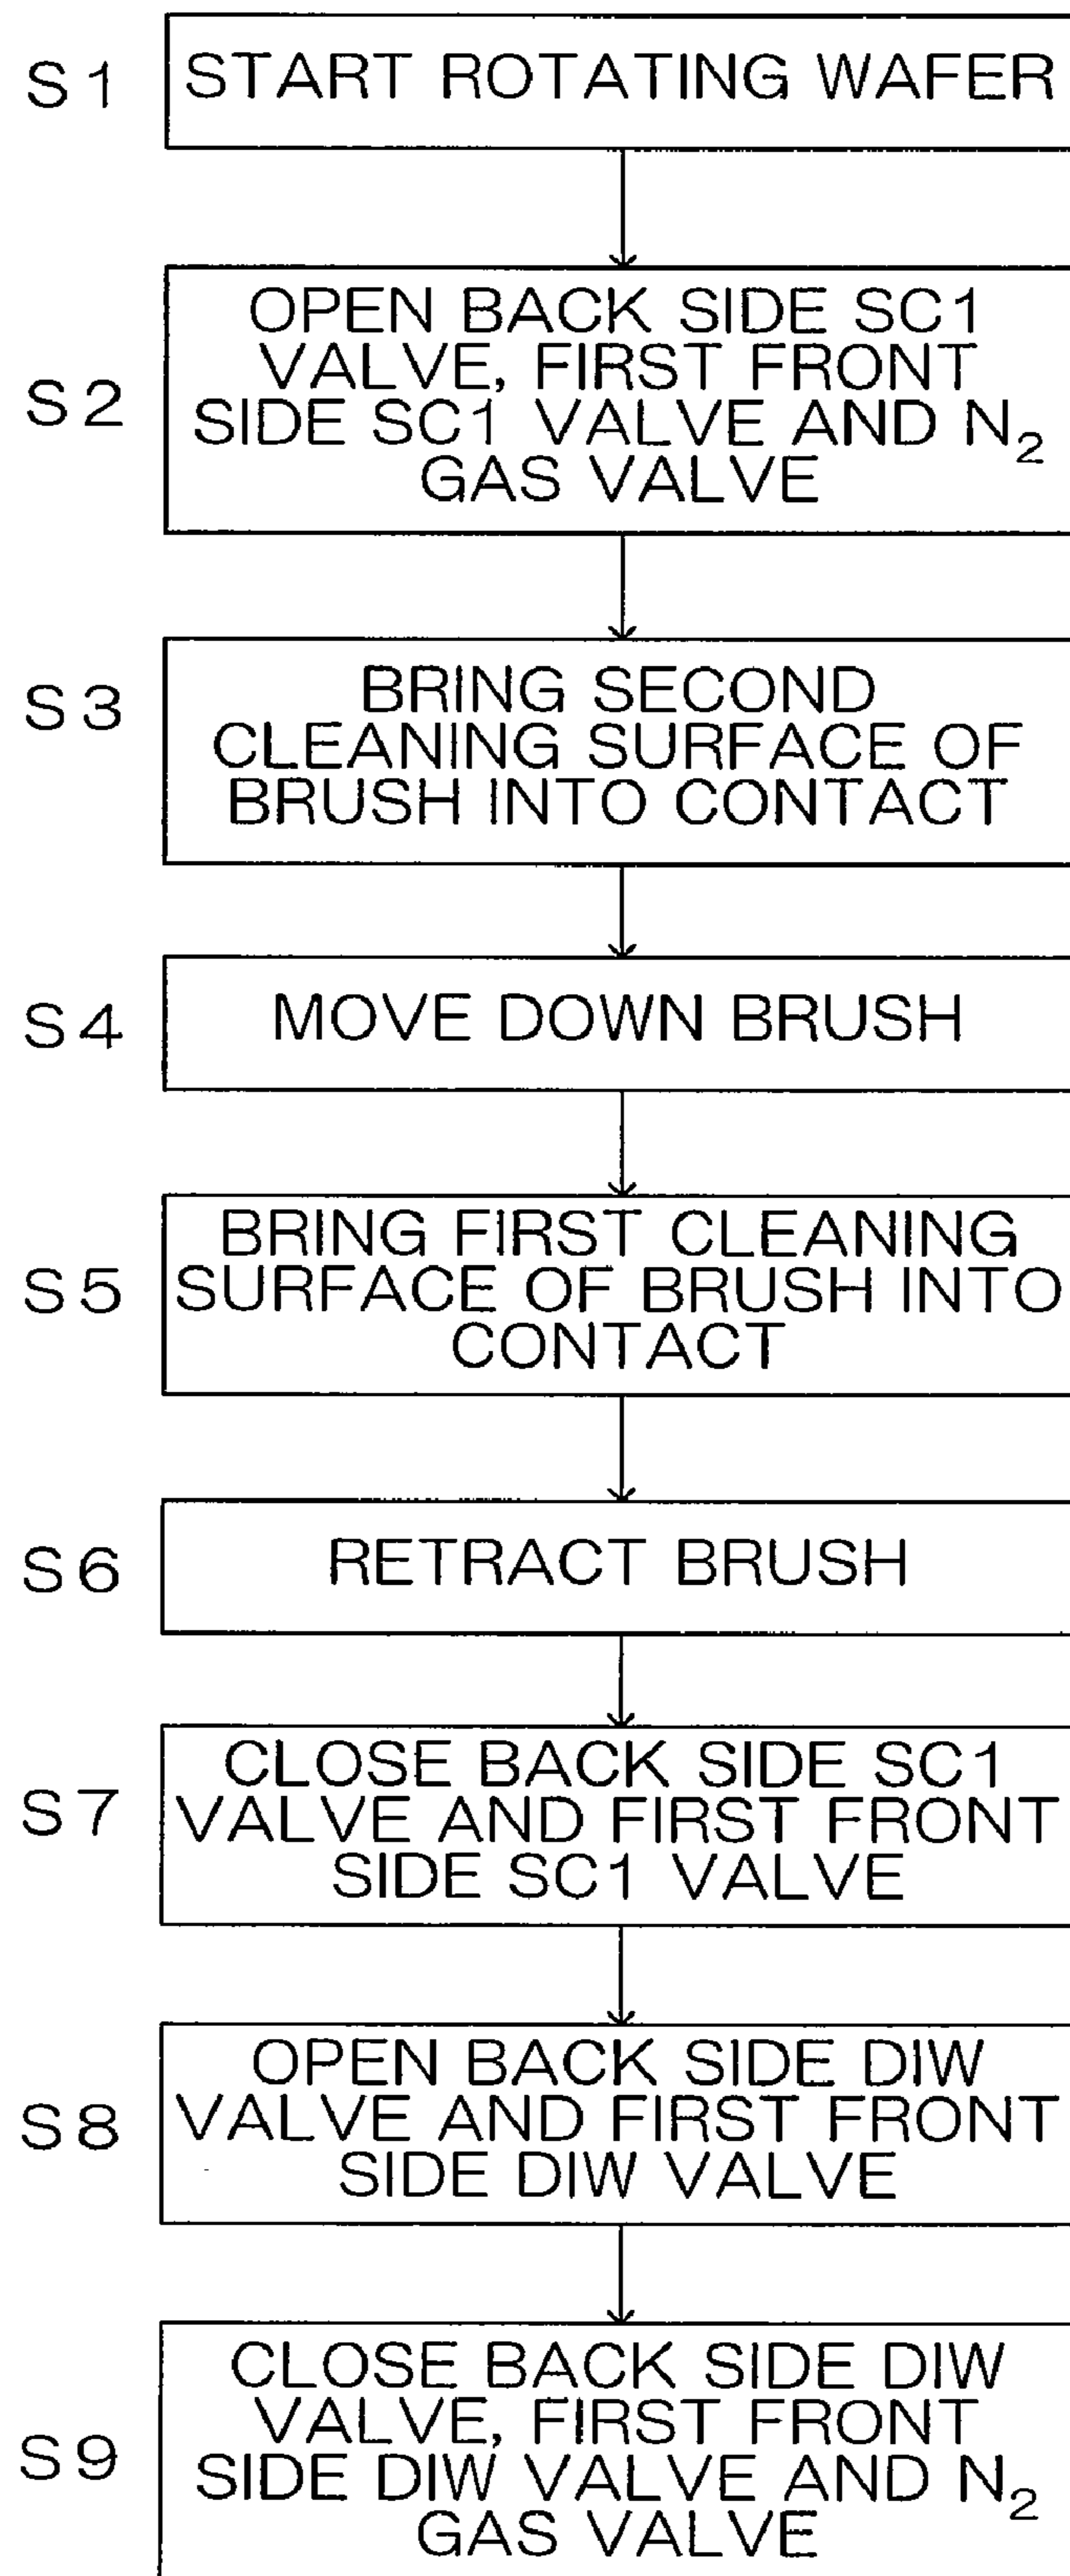 S1 START ROTATING WAFER
OPEN BACK SIDE SC1
VALVE, FIRST FRONT
S2 SIDE SC1 VALVE AND N₂
GAS VALVE
BRING SECOND
S3 CLEANING SURFACE OF
BRUSH INTO CONTACT
S4 MOVE DOWN BRUSH
BRING FIRST CLEANING
S5 SURFACE OF BRUSH INTO
CONTACT
S6 RETRACT BRUSH
CLOSE BACK SIDE SC1
S7 VALVE AND FIRST FRONT
SIDE SC1 VALVE
OPEN BACK SIDE DIW
S8 VALVE AND FIRST FRONT
SIDE DIW VALVE
CLOSE BACK SIDE DIW
VALVE, FIRST FRONT
S9 SIDE DIW VALVE AND N₂
GAS VALVE